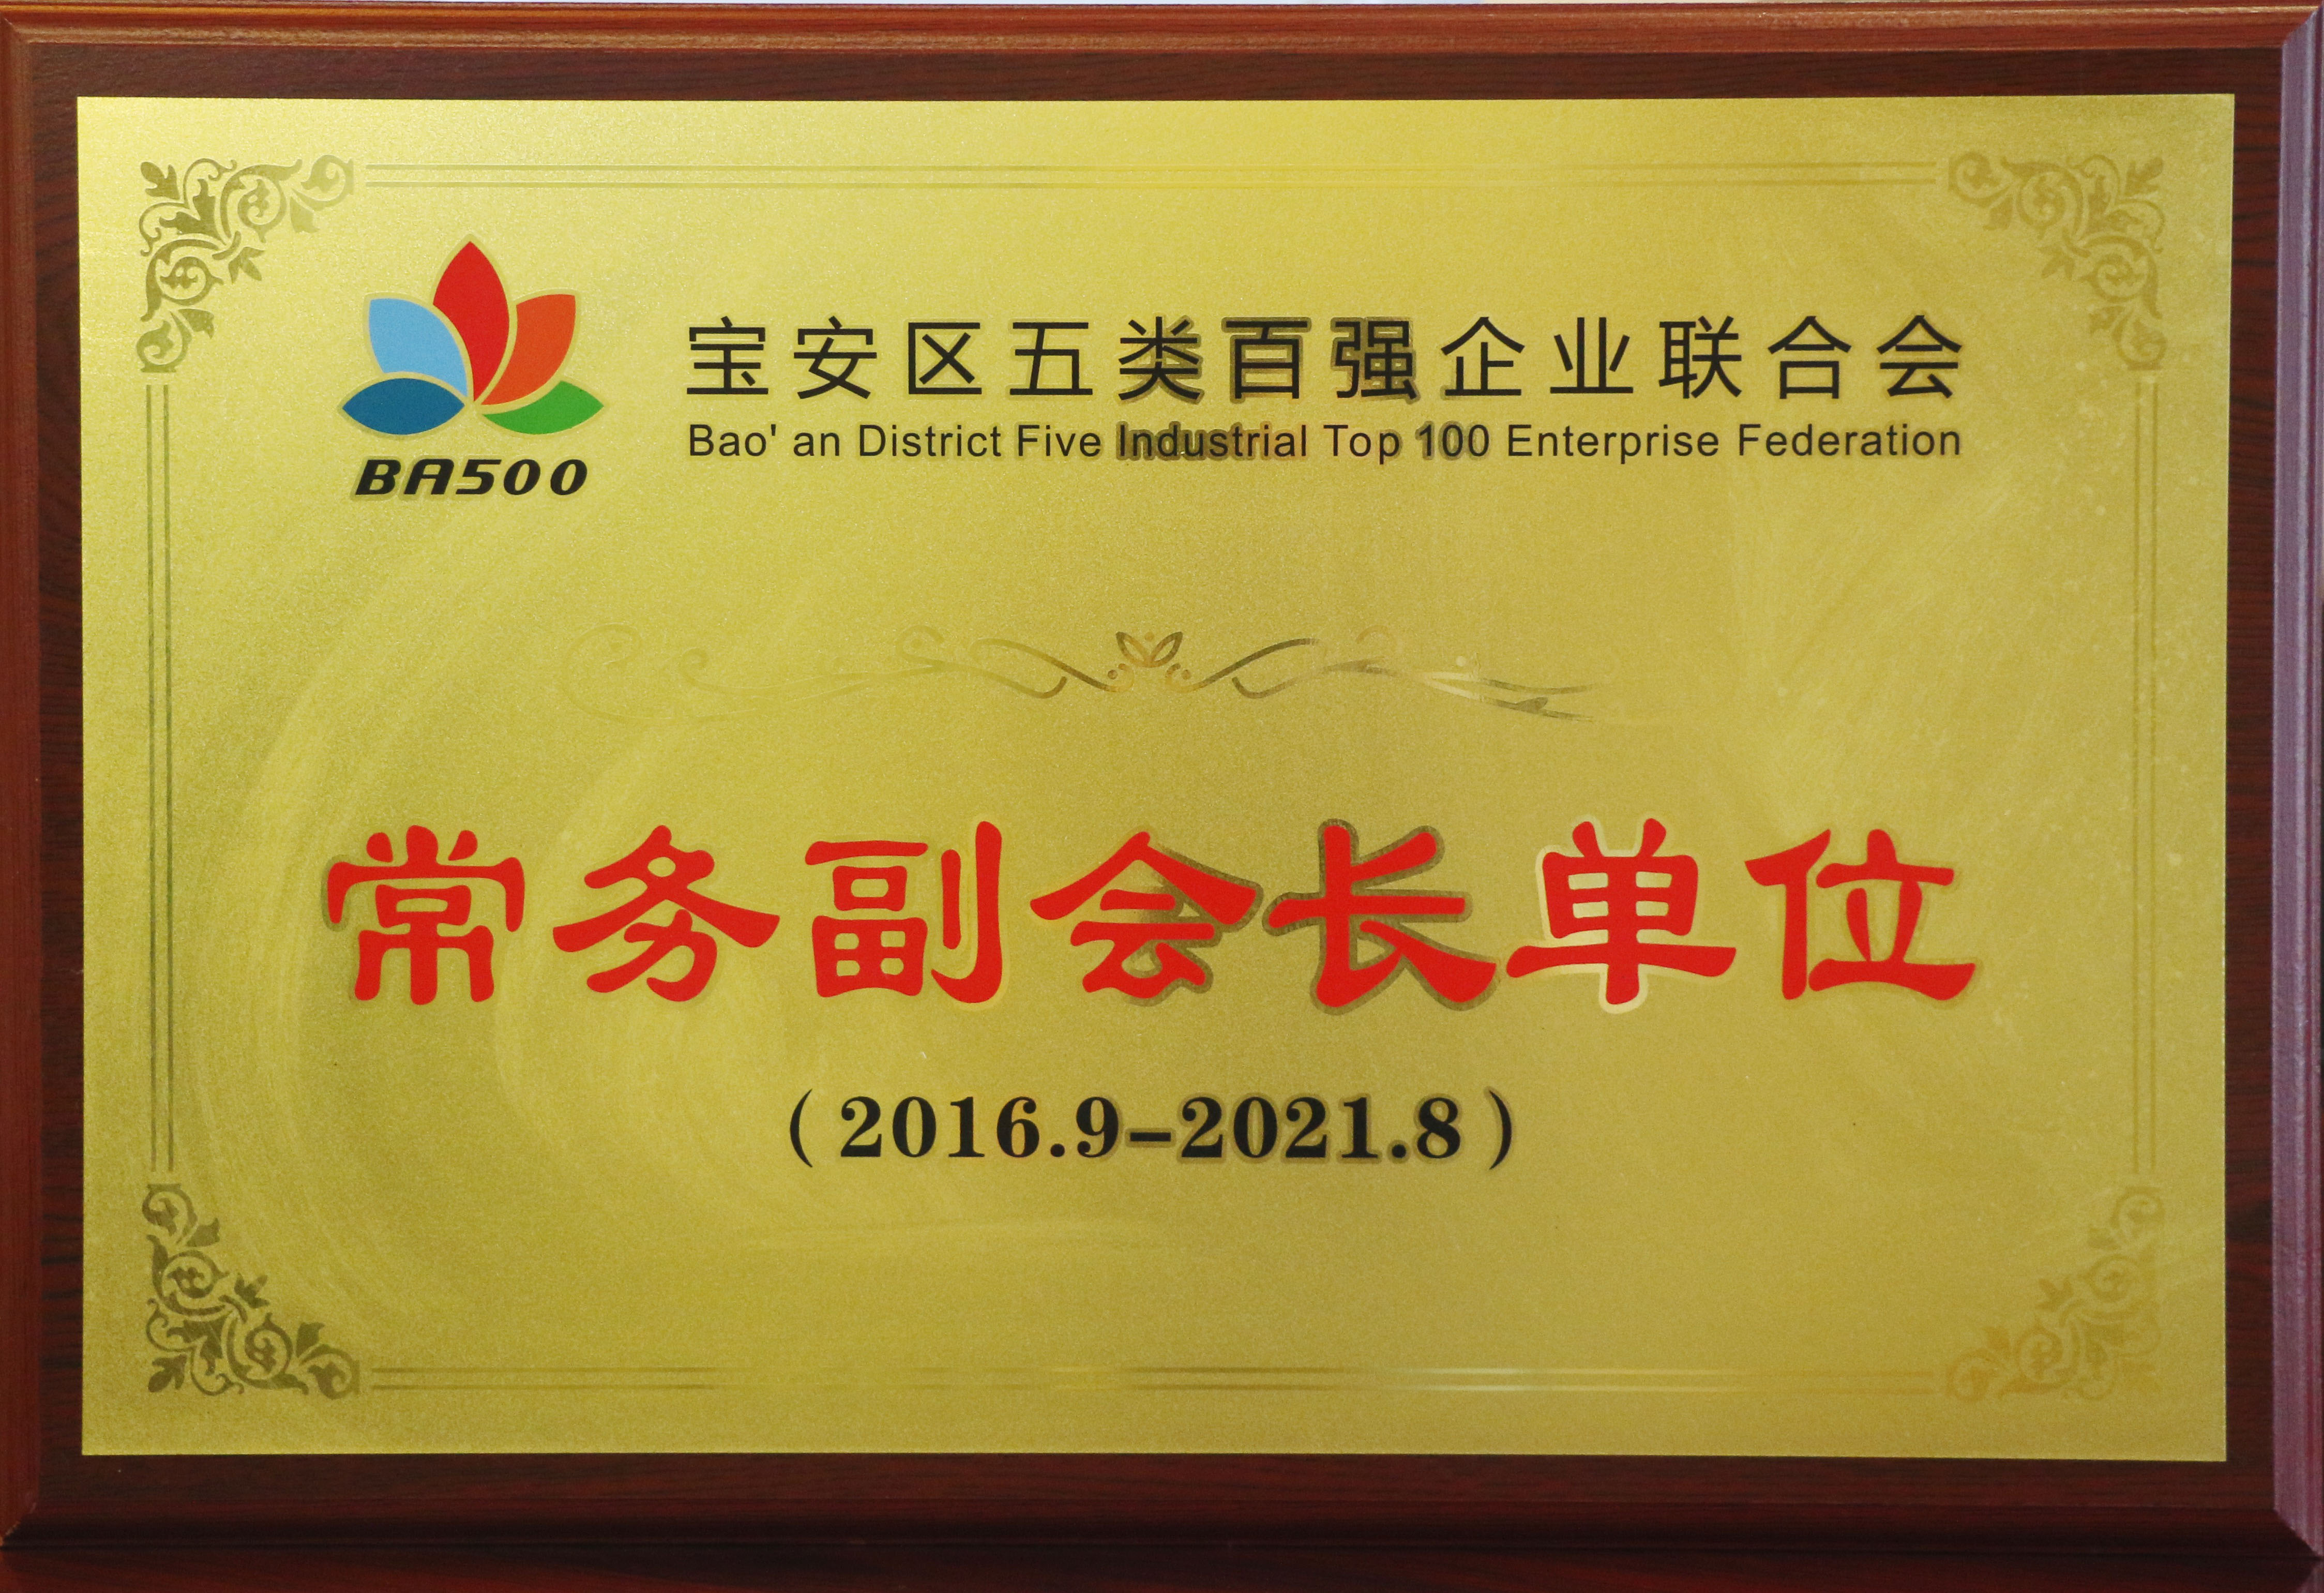 宝安区五类百强企业联合会
Bao' an District Five Industrial Top 100 Enterprise Federation
BA500
常务副会长单位
（2016.9-2021.8）